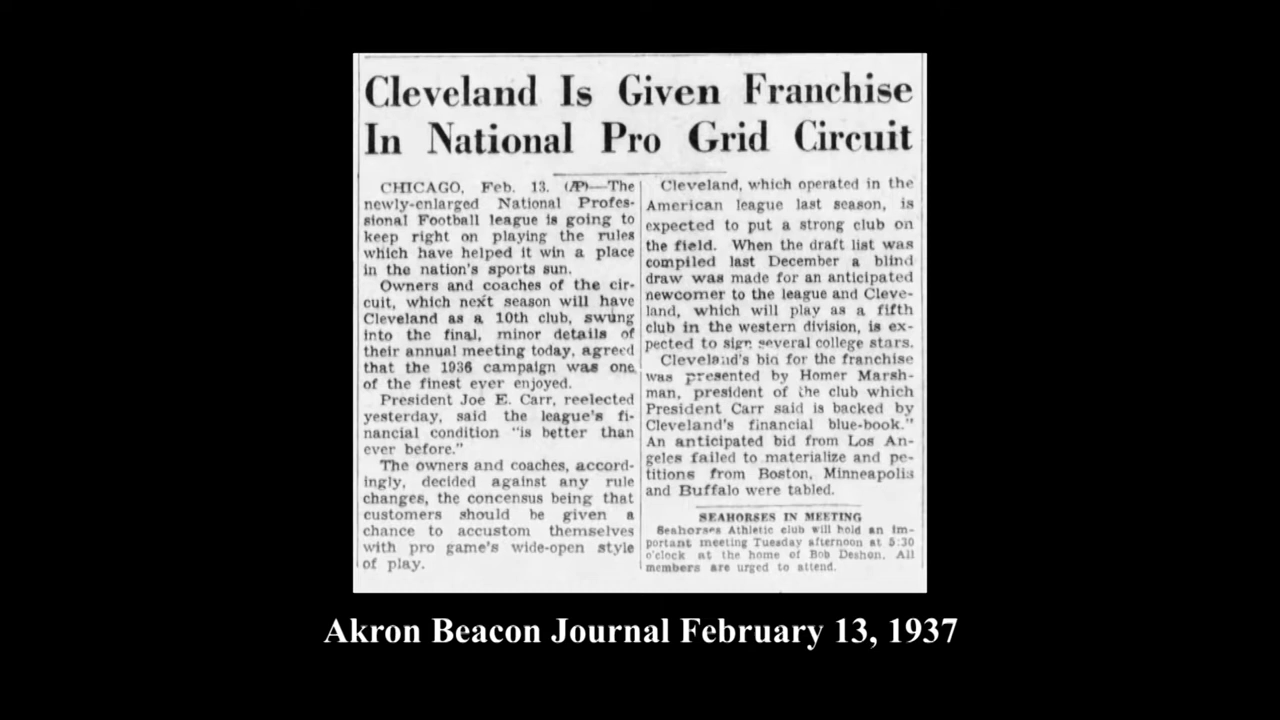 Cleveland Is Given Franchise
In National Pro Grid Circuit
CHICAGO, Feb. 13. (AP)—The
newly-enlarged National Profes-
sional Football league is going to
keep right on playing the rules
which have helped it win a place
in the nation's sports sun.
Owners and coaches of the cir-
cuit, which next season will have
Cleveland as a 10th club, swung
into the final, minor details of
their annual meeting today, agreed
that the 1936 campaign was one
of the finest ever enjoyed.
President Joe E. Carr, reelected
yesterday, said the league's fi-
nancial condition "is better than
ever before."
The owners and coaches, accord-
ingly, decided against any rule
changes, the concensus being that
customers should be given a
chance to accustom themselves
with pro game's wide-open style
of play.
Cleveland, which operated in the
American league last season, is
expected to put a strong club on
the field. When the draft list was
compiled last December a blind
draw was made for an anticipated
newcomer to the league and Cleve-
land, which will play as a fifth
club in the western division, is ex-
pected to sign several college stars.
Cleveland's bid for the franchise
was presented by Homer Marsh-
man, president of the club which
President Carr said is backed by
Cleveland's financial blue-book."
An anticipated bid from Los An-
geles failed to materialize and pe-
titions from Boston, Minneapolis
and Buffalo were tabled.
SEAHORSES IN MEETING
Seahorses Athletic club will hold an im-
portant meeting Tuesday afternoon at 5:30
o'clock at the home of Bob Deshon. All
members are urged to attend.
Akron Beacon Journal February 13, 1937